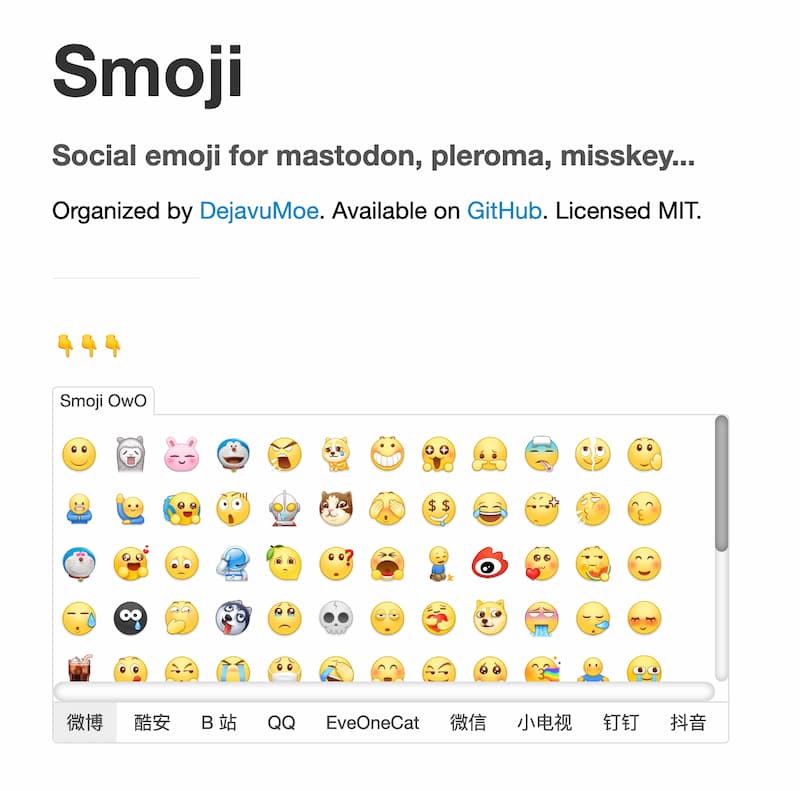 Smoji
Social emoji for mastodon, pleroma, misskey...
Organized by DejavuMoe. Available on GitHub. Licensed MIT.
Smoji OwO
微博 酷安 B 站 QQ EveOneCat 微信 小电视 钉钉 抖音